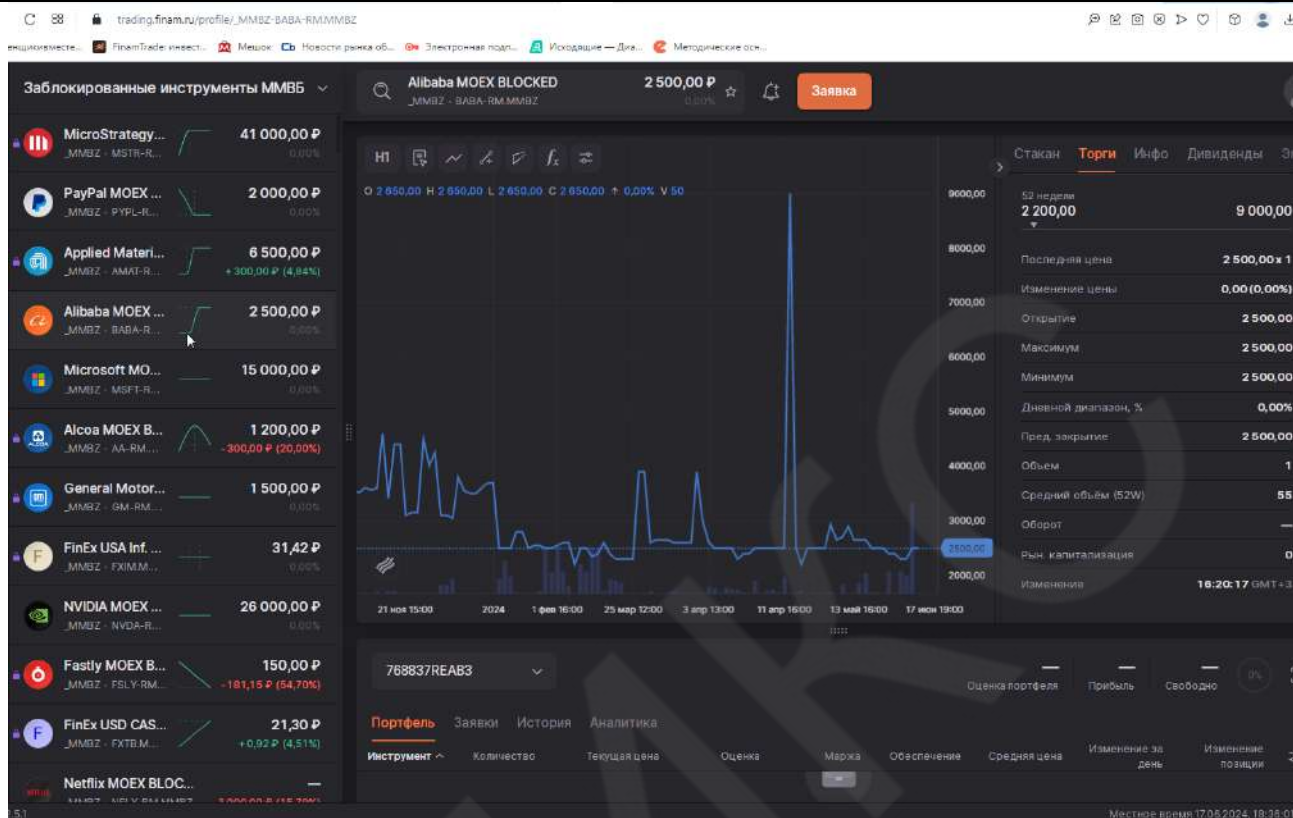 trading.finam.ru/profile/_MMBZ-BABA-RM.MMBZ
FinamTrade: инвест...
Мешок
Новости рынка об...
Электронная подп...
Исходящие — Диа...
Методические осн...
Заблокированные инструменты ММВБ
Alibaba MOEX BLOCKED
2 500,00 ₽
_MMBZ - BABA-RM.MMBZ
0,00%
Заявка
MicroStrategy...
41 000,00 ₽
_MMBZ - MSTR-R...
0,00%
PayPal MOEX ...
2 000,00 ₽
_MMBZ - PYPL-R...
0,00%
Applied Materi...
6 500,00 ₽
_MMBZ - AMAT-R...
+300,00 ₽ (4,84%)
Alibaba MOEX ...
2 500,00 ₽
_MMBZ - BABA-R...
0,00%
Microsoft MO...
15 000,00 ₽
_MMBZ - MSFT-R...
0,00%
Alcoa MOEX B...
1 200,00 ₽
_MMBZ - AA-RM...
-300,00 ₽ (20,00%)
General Motor...
1 500,00 ₽
_MMBZ - GM-RM...
0,00%
FinEx USA Inf. ...
31,42 ₽
_MMBZ - FXIM.M...
0,00%
NVIDIA MOEX ...
26 000,00 ₽
_MMBZ - NVDA-R...
0,00%
Fastly MOEX B...
150,00 ₽
_MMBZ - FSLY-RM...
-181,15 ₽ (54,70%)
FinEx USD CAS...
21,30 ₽
_MMBZ - FXTB.M...
+0,92 ₽ (4,51%)
Netflix MOEX BLOC...
—
H1
O 2 650,00 H 2 650,00 L 2 650,00 C 2 650,00 ↑ 0,00% V 50
9000,00
8000,00
7000,00
6000,00
5000,00
4000,00
3000,00
2500,00
2000,00
21 ноя 15:00
2024
1 фев 16:00
25 мар 12:00
3 апр 13:00
11 апр 16:00
13 май 16:00
17 июн 19:00
Стакан
Торги
Инфо
Дивиденды
52 недели
2 200,00
9 000,00
Последняя цена
2 500,00 x 1
Изменение цены
0,00 (0,00%)
Открытие
2 500,00
Максимум
2 500,00
Минимум
2 500,00
Дневной диапазон, %
0,00%
Пред. закрытие
2 500,00
Объем
1
Средний объём (52W)
55
Оборот
—
Рын. капитализация
0
Изменения
16:20:17 GMT+3
768837REAB3
—
—
—
0%
Оценка портфеля
Прибыль
Свободно
Портфель
Заявки
История
Аналитика
Инструмент
Количество
Текущая цена
Оценка
Маржа
Обеспечение
Средняя цена
Изменение за день
Изменение позиции
Местное время 17.06.2024, 18:36:01
МКС